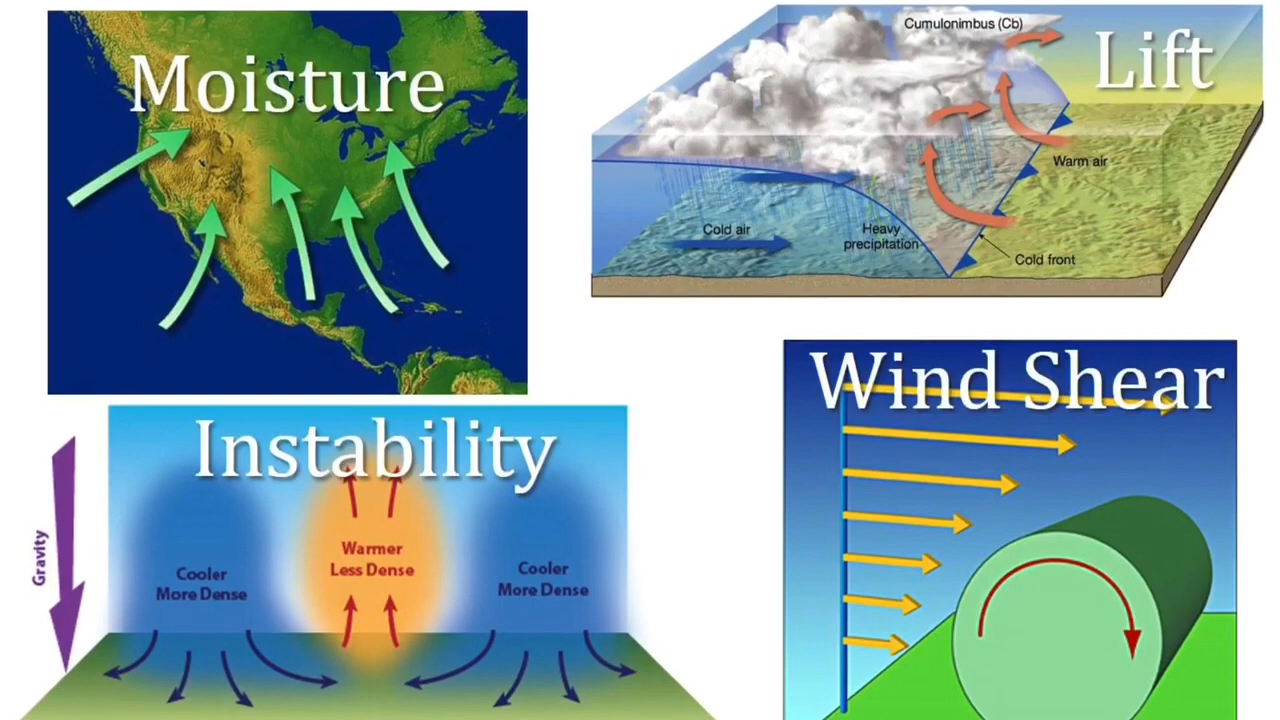 Moisture
Cumulonimbus (Cb)
Lift
Warm air
Cold air
Heavy
precipitation
Cold front
Instability
Gravity
Warmer
Less Dense
Cooler
More Dense
Cooler
More Dense
Wind Shear